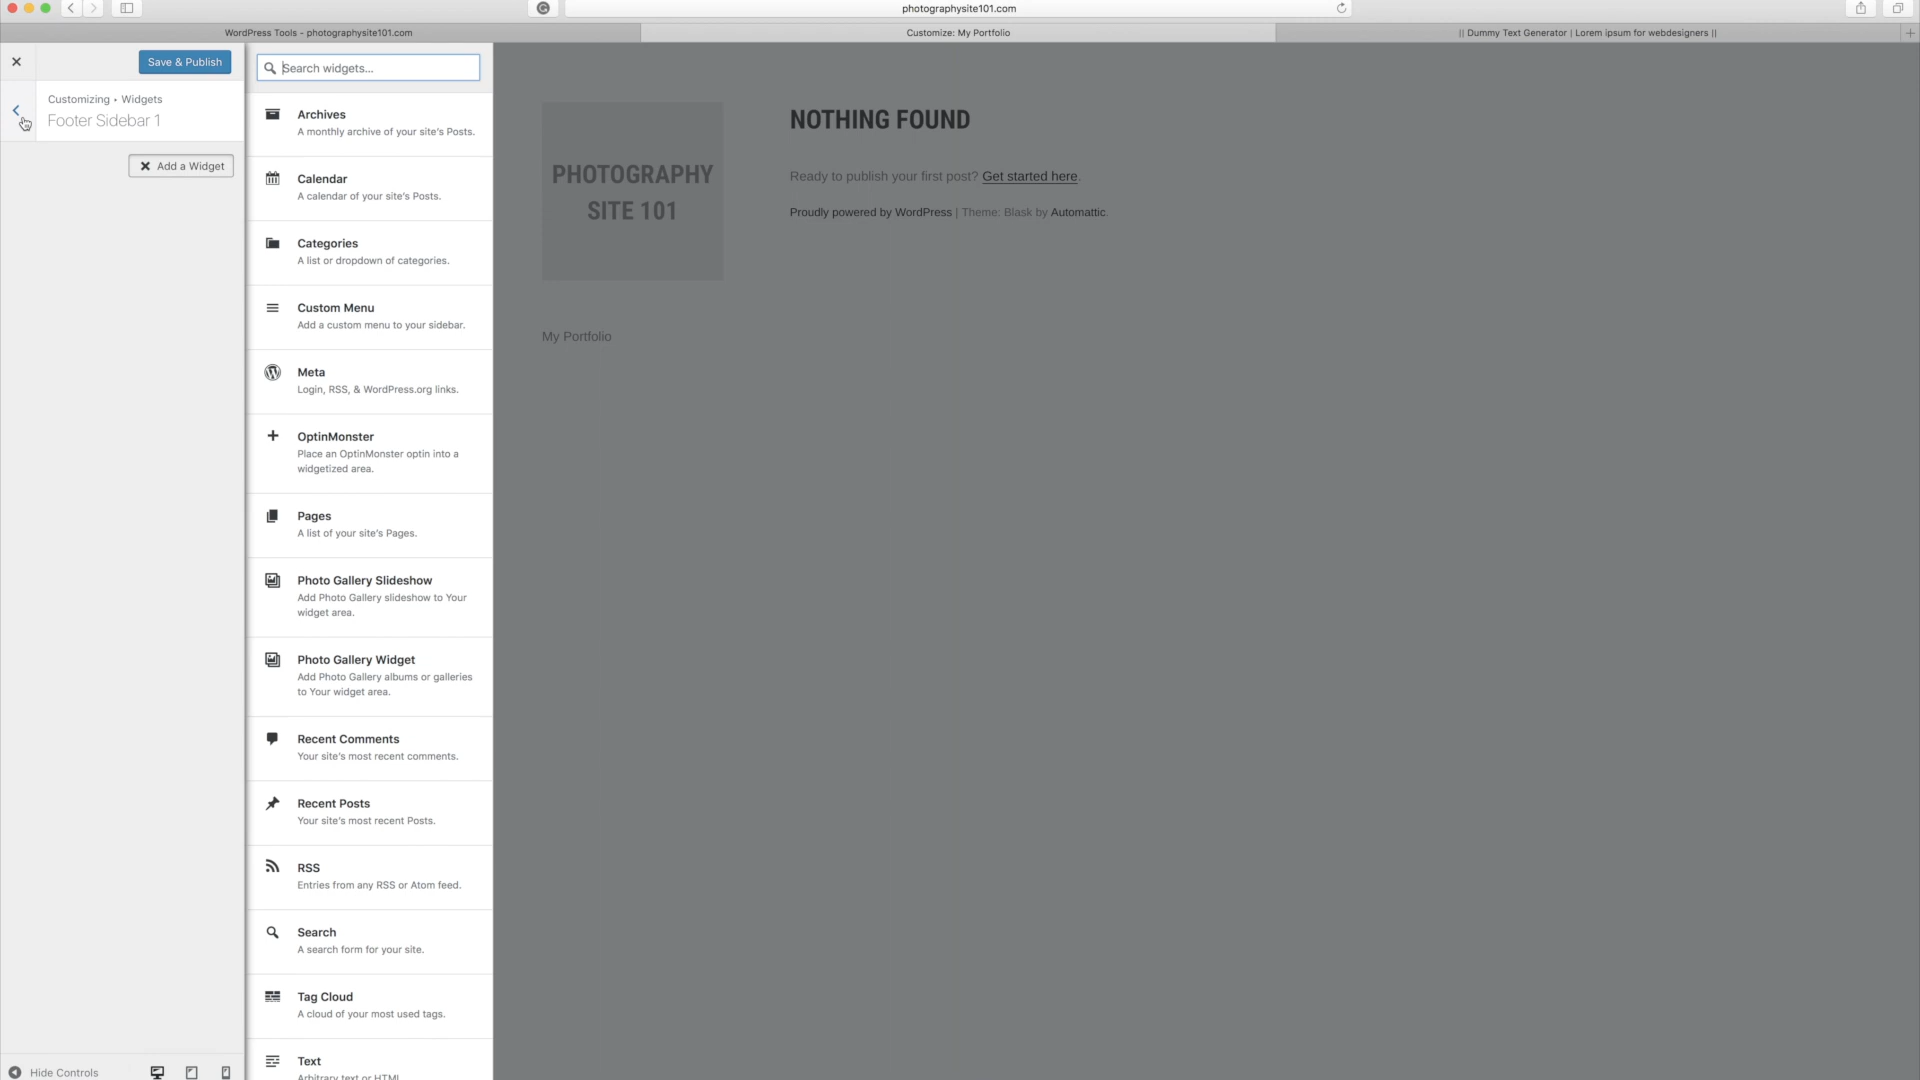 photographysite101.com
WordPress Tools - photographysite101.com
Customize: My Portfolio
|| Dummy Text Generator | Lorem ipsum for webdesigners ||
Save & Publish
Customizing ‣ Widgets
Footer Sidebar 1
Add a Widget
Search widgets...
Archives
A monthly archive of your site's Posts.
Calendar
A calendar of your site's Posts.
Categories
A list or dropdown of categories.
Custom Menu
Add a custom menu to your sidebar.
Meta
Login, RSS, & WordPress.org links.
OptinMonster
Place an OptinMonster optin into a
widgetized area.
Pages
A list of your site's Pages.
Photo Gallery Slideshow
Add Photo Gallery slideshow to Your
widget area.
Photo Gallery Widget
Add Photo Gallery albums or galleries
to Your widget area.
Recent Comments
Your site's most recent comments.
Recent Posts
Your site's most recent Posts.
RSS
Entries from any RSS or Atom feed.
Search
A search form for your site.
Tag Cloud
A cloud of your most used tags.
Text
Arbitrary text or HTML
Hide Controls
PHOTOGRAPHY
SITE 101
My Portfolio
NOTHING FOUND
Ready to publish your first post? Get started here.
Proudly powered by WordPress | Theme: Blask by Automattic.